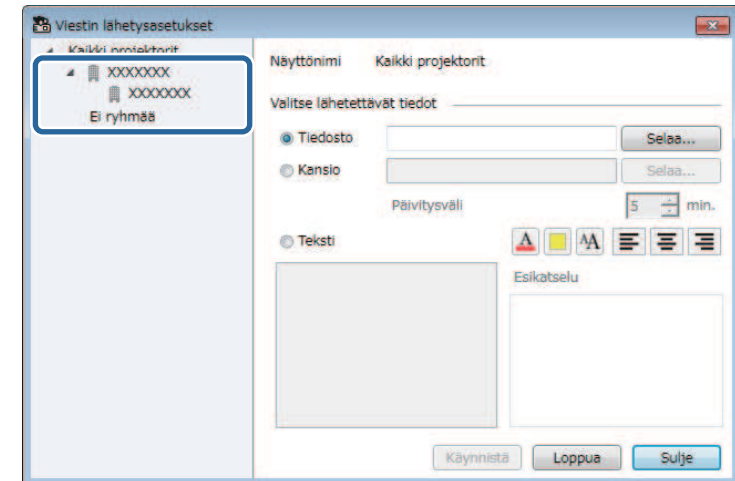 Viestin lähetysasetukset
Kaikki projektorit
XXXXXXX
XXXXXXX
Ei ryhmää
Näyttönimi Kaikki projektorit
Valitse lähetettävät tiedot
Tiedosto Selaa...
Kansio Selaa...
Päivitysväli 5 min.
Teksti A AA
Esikatselu
Käynnistä Loppua Sulje